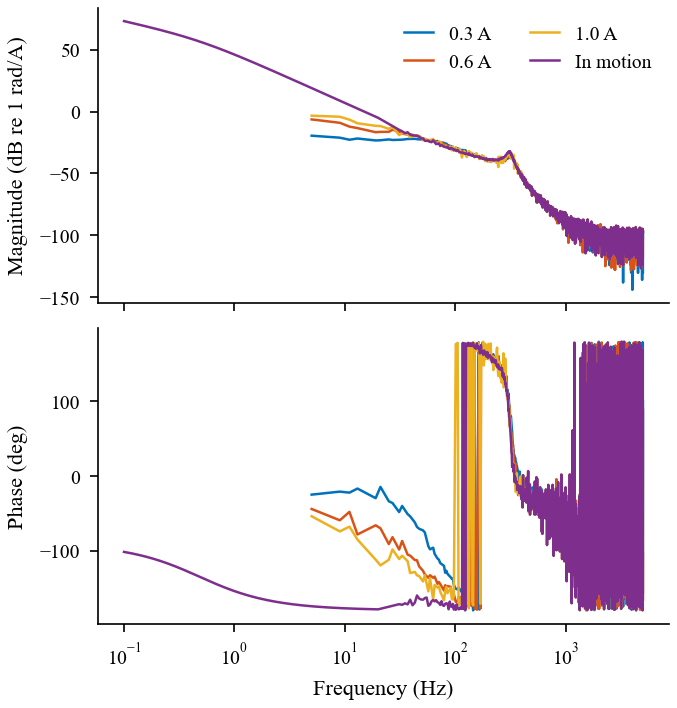 0.3 A
1.0 A
0.6 A
In motion
Magnitude (dB re 1 rad/A)
50
0
−50
−100
−150
Phase (deg)
100
0
−100
10⁻¹ 10⁰ 10¹ 10² 10³
Frequency (Hz)